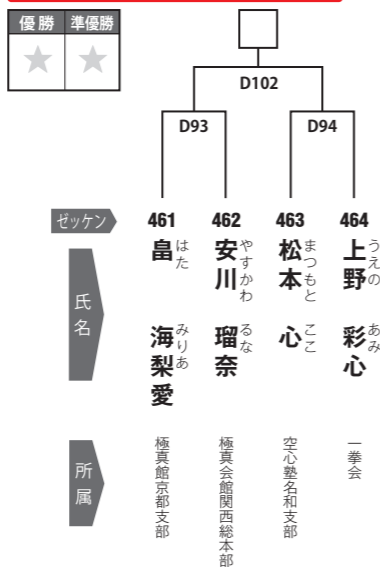 優勝 準優勝
D102
D93 D94
ゼッケン 461 462 463 464
氏名
畠 海梨愛
はた みりあ
安川 瑠奈
やすかわ るな
松本 心
まつもと ここ
上野 彩心
うえの あみ
所属
極真館京都支部
極真会館関西総本部
空心塾名和支部
一拳会